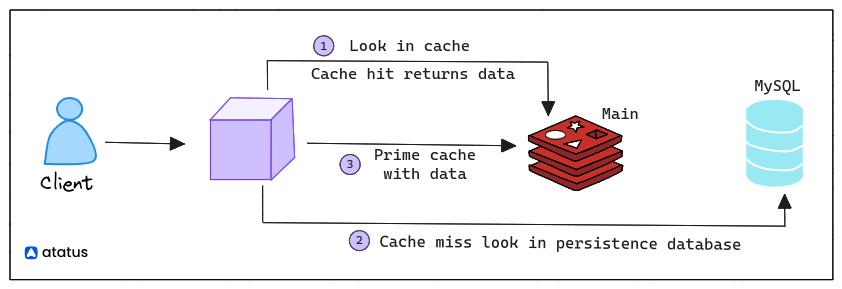 1 Look in cache
Cache hit returns data
MySQL
Main
3 Prime cache
with data
Client
2 Cache miss look in persistence database
atatus